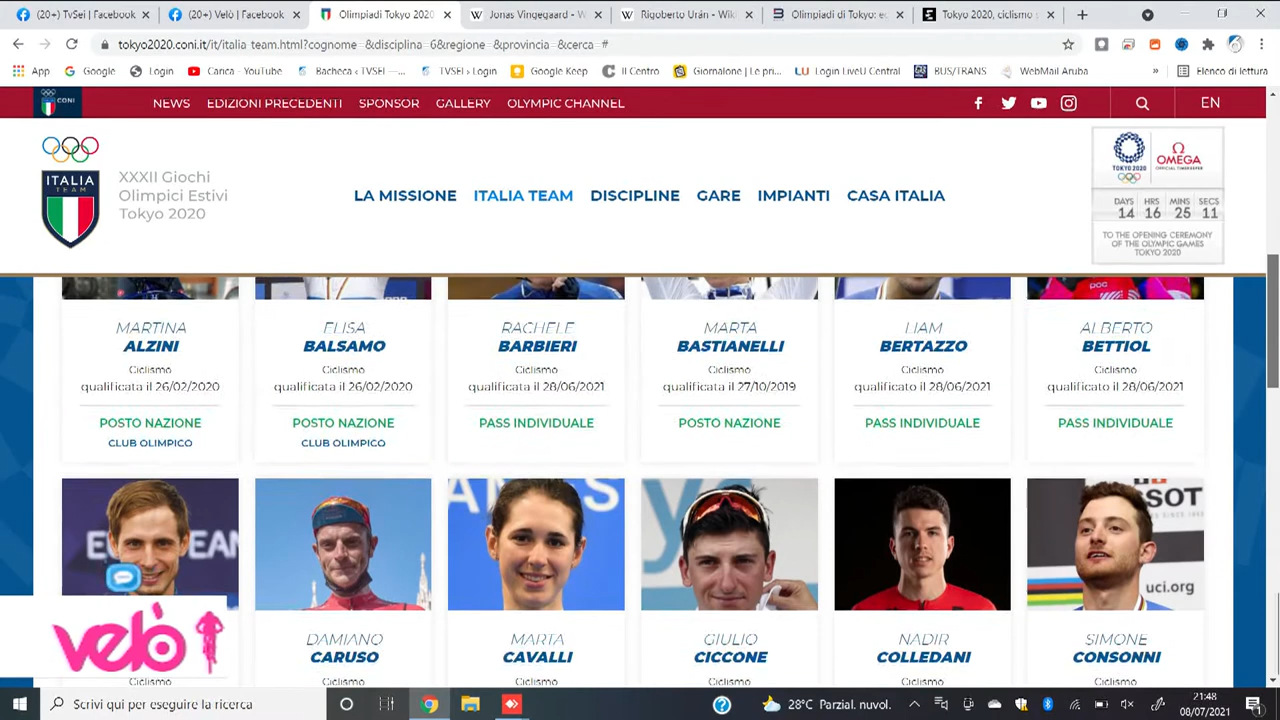 (20+) TvSei | Facebook
(20+) Velò | Facebook
Olimpiadi Tokyo 2020
Jonas Vingegaard - W
Rigoberto Urán - Wiki
Olimpiadi di Tokyo: ec
Tokyo 2020, ciclismo s
tokyo2020.coni.it/it/italia-team.html?cognome=&disciplina=6&regione=&provincia=&cerca=#
App
Google
Login
Carica - YouTube
Bacheca ‹ TVSEI —...
TVSEI › Login
Google Keep
Il Centro
Giornalone | Le pri...
Login LiveU Central
BUS/TRANS
WebMail Aruba
»
Elenco di lettura
CONI
NEWS
EDIZIONI PRECEDENTI
SPONSOR
GALLERY
OLYMPIC CHANNEL
EN
ITALIA
TEAM
XXXII Giochi
Olimpici Estivi
Tokyo 2020
LA MISSIONE
ITALIA TEAM
DISCIPLINE
GARE
IMPIANTI
CASA ITALIA
TOKYO 2020
Ω
OMEGA
OFFICIAL TIMEKEEPER
DAYS HRS MINS SECS
14 16 25 11
TO THE OPENING CEREMONY
OF THE OLYMPIC GAMES
TOKYO 2020
poc
MARTINA
ALZINI
Ciclismo
qualificata il 26/02/2020
POSTO NAZIONE
CLUB OLIMPICO
ELISA
BALSAMO
Ciclismo
qualificata il 26/02/2020
POSTO NAZIONE
CLUB OLIMPICO
RACHELE
BARBIERI
Ciclismo
qualificata il 28/06/2021
PASS INDIVIDUALE
MARTA
BASTIANELLI
Ciclismo
qualificata il 27/10/2019
POSTO NAZIONE
LIAM
BERTAZZO
Ciclismo
qualificato il 28/06/2021
PASS INDIVIDUALE
ALBERTO
BETTIOL
Ciclismo
qualificato il 28/06/2021
PASS INDIVIDUALE
EUROPEAN
uci.org
velò
DAMIANO
CARUSO
Ciclismo
MARTA
CAVALLI
Ciclismo
GIULIO
CICCONE
Ciclismo
NADIR
COLLEDANI
Ciclismo
SIMONE
CONSONNI
Ciclismo
Scrivi qui per eseguire la ricerca
28°C Parzial. nuvol.
21:48
08/07/2021